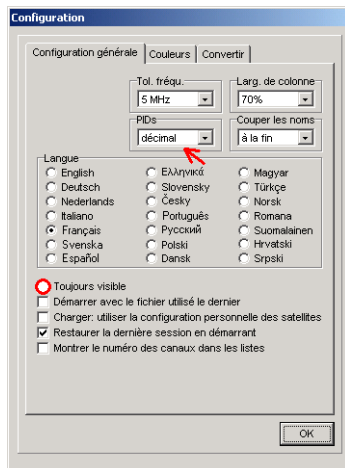 Configuration
Configuration générale Couleurs Convertir
Tol. fréqu. Larg. de colonne
5 MHz 70%
PIDs Couper les noms
décimal à la fin
Langue
English Ελληνικά Magyar
Deutsch Slovensky Türkçe
Nederlands Česky Norsk
Italiano Português Romana
Français Русский Suomalainen
Svenska Polski Hrvatski
Español Dansk Srpski
Toujours visible
Démarrer avec le fichier utilisé le dernier
Charger: utiliser la configuration personnelle des satellites
Restaurer la dernière session en démarrant
Montrer le numéro des canaux dans les listes
OK